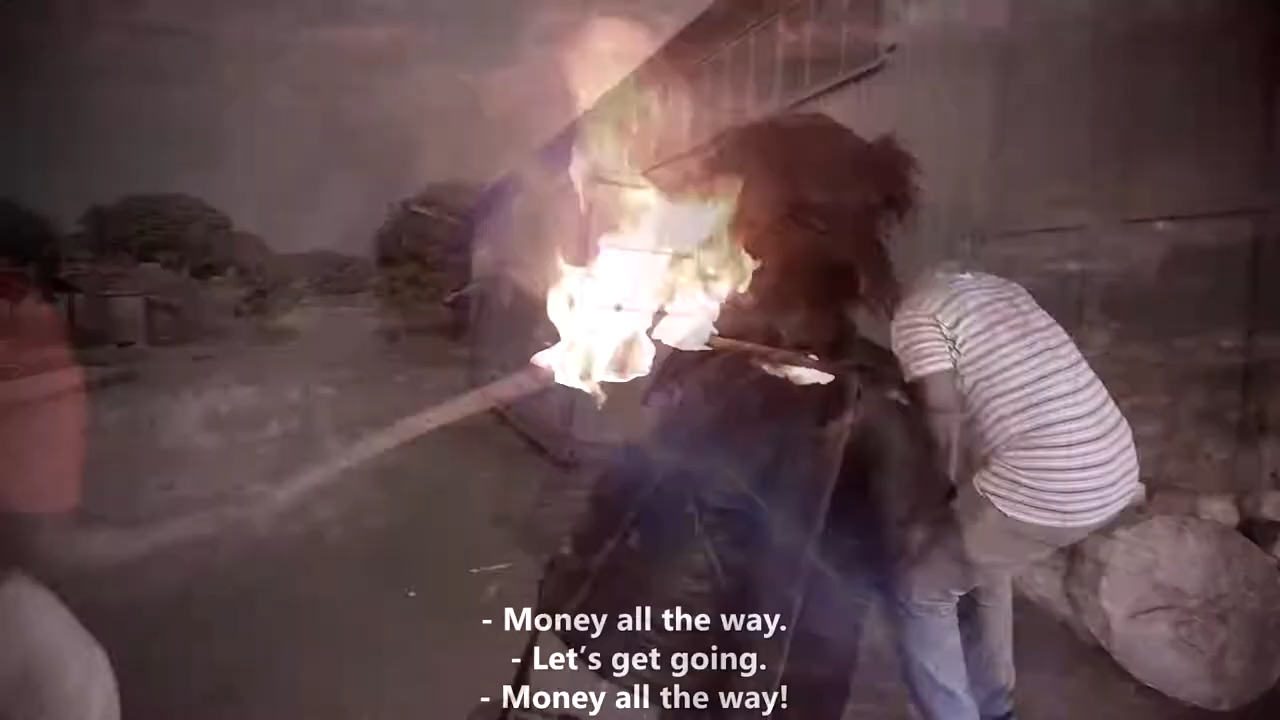 - Money all the way.
- Let’s get going.
- Money all the way!